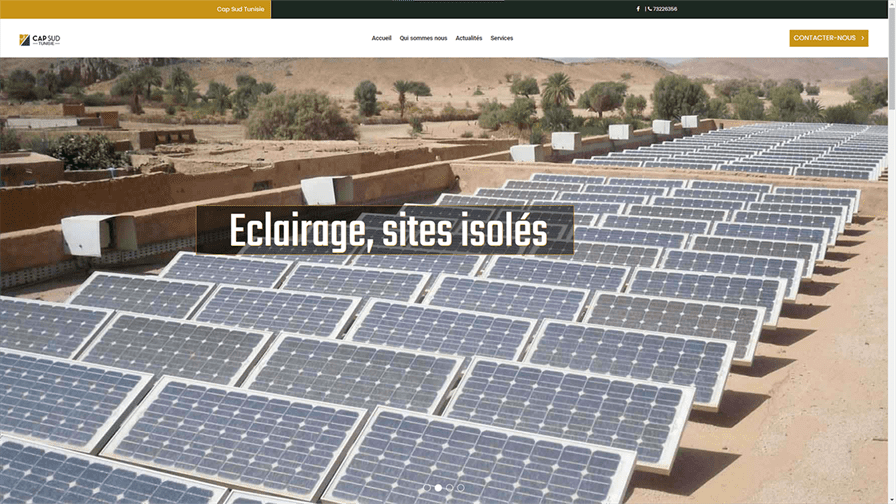 Cap Sud Tunisie
| 73226356
CAP SUD
TUNISIE
Accueil Qui sommes nous Actualités Services
CONTACTER-NOUS
Eclairage, sites isolés